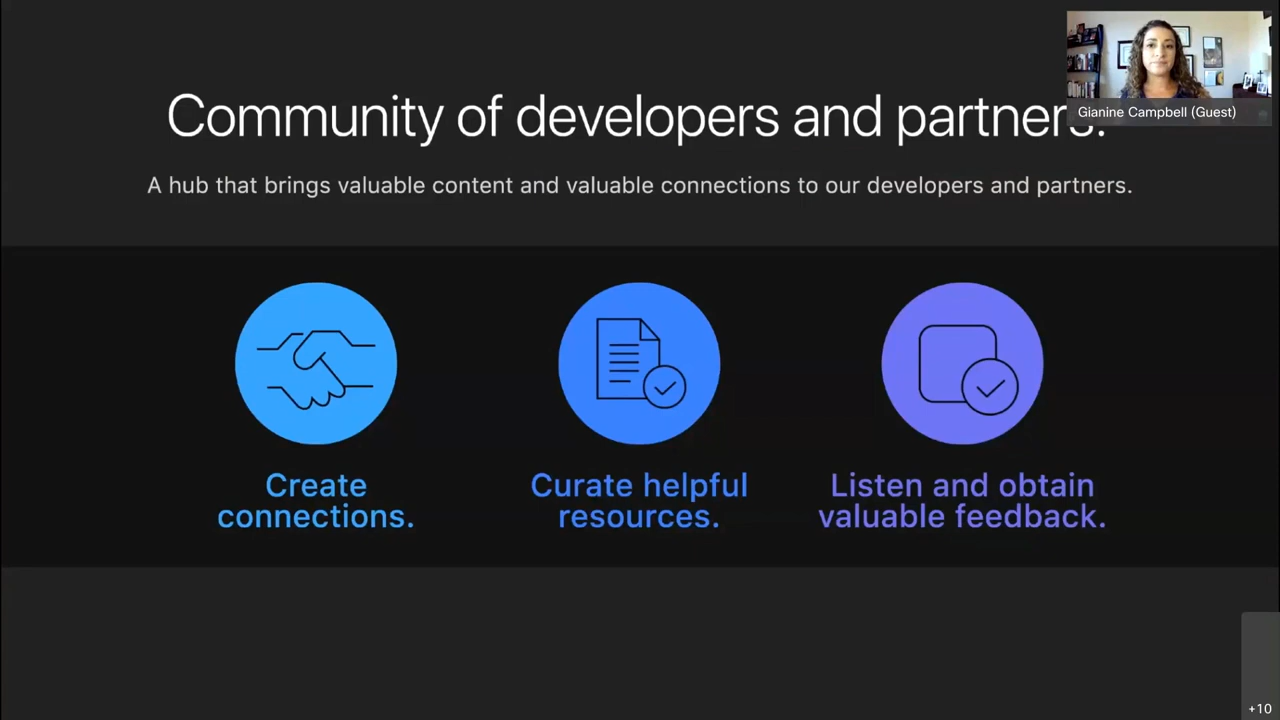 Community of developers and partners.
Gianine Campbell (Guest)
A hub that brings valuable content and valuable connections to our developers and partners.
Create
connections.
Curate helpful
resources.
Listen and obtain
valuable feedback.
+10